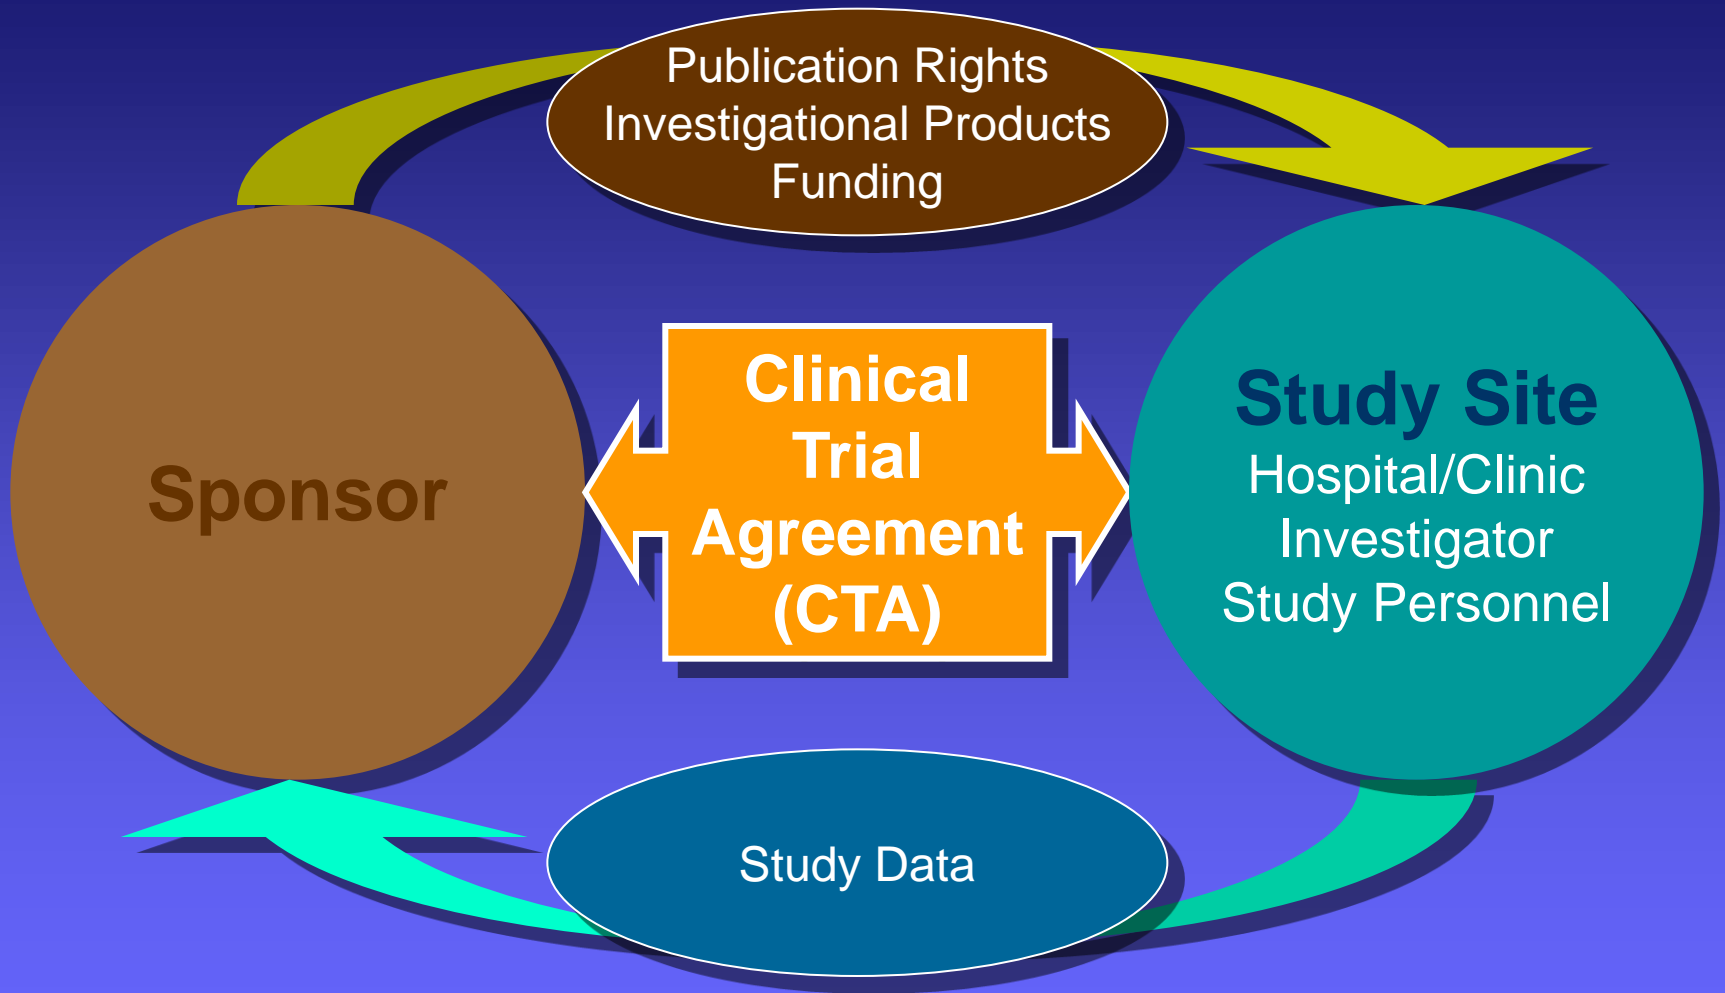 Publication Rights
Investigational Products
Funding
Sponsor
Clinical
Trial
Agreement
(CTA)
Study Site
Hospital/Clinic
Investigator
Study Personnel
Study Data